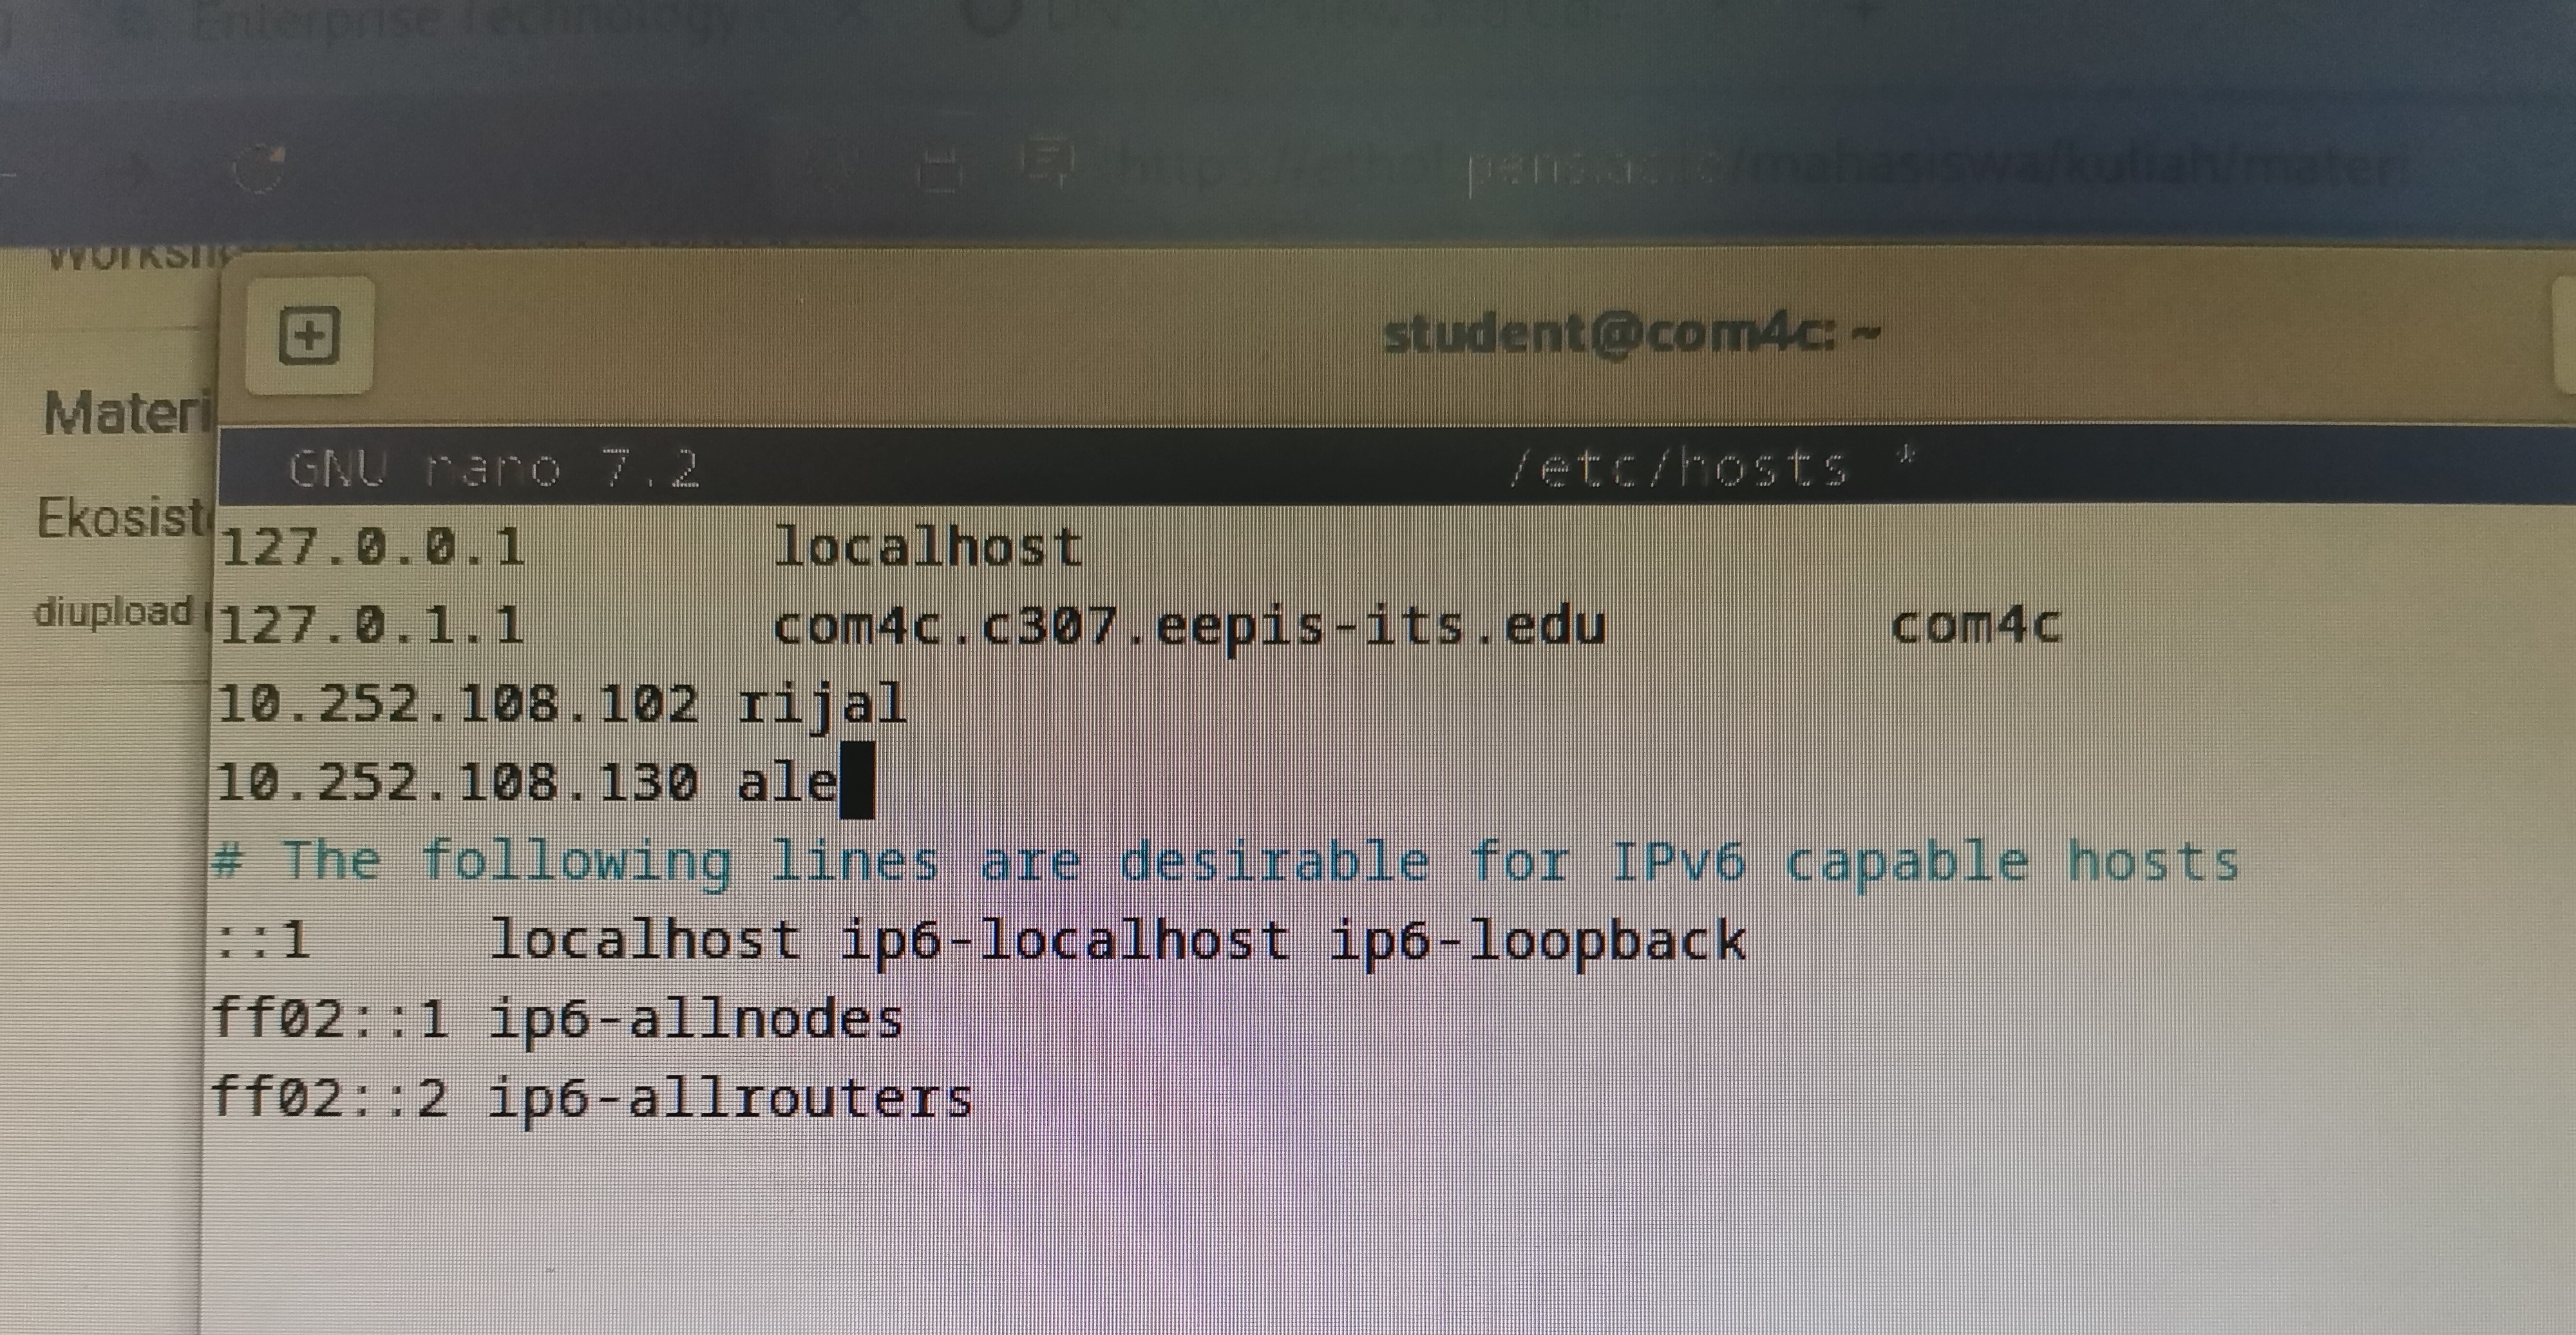 Enterprise Technology
pens.ac.id/mahasiswa/kuliah/mater
student@com4c: ~
Materi
Ekosist
diupload
GNU nano 7.2 /etc/hosts *
127.0.0.1 localhost
127.0.1.1 com4c.c307.eepis-its.edu com4c
10.252.108.102 rijal
10.252.108.130 ale
# The following lines are desirable for IPv6 capable hosts
::1 localhost ip6-localhost ip6-loopback
ff02::1 ip6-allnodes
ff02::2 ip6-allrouters